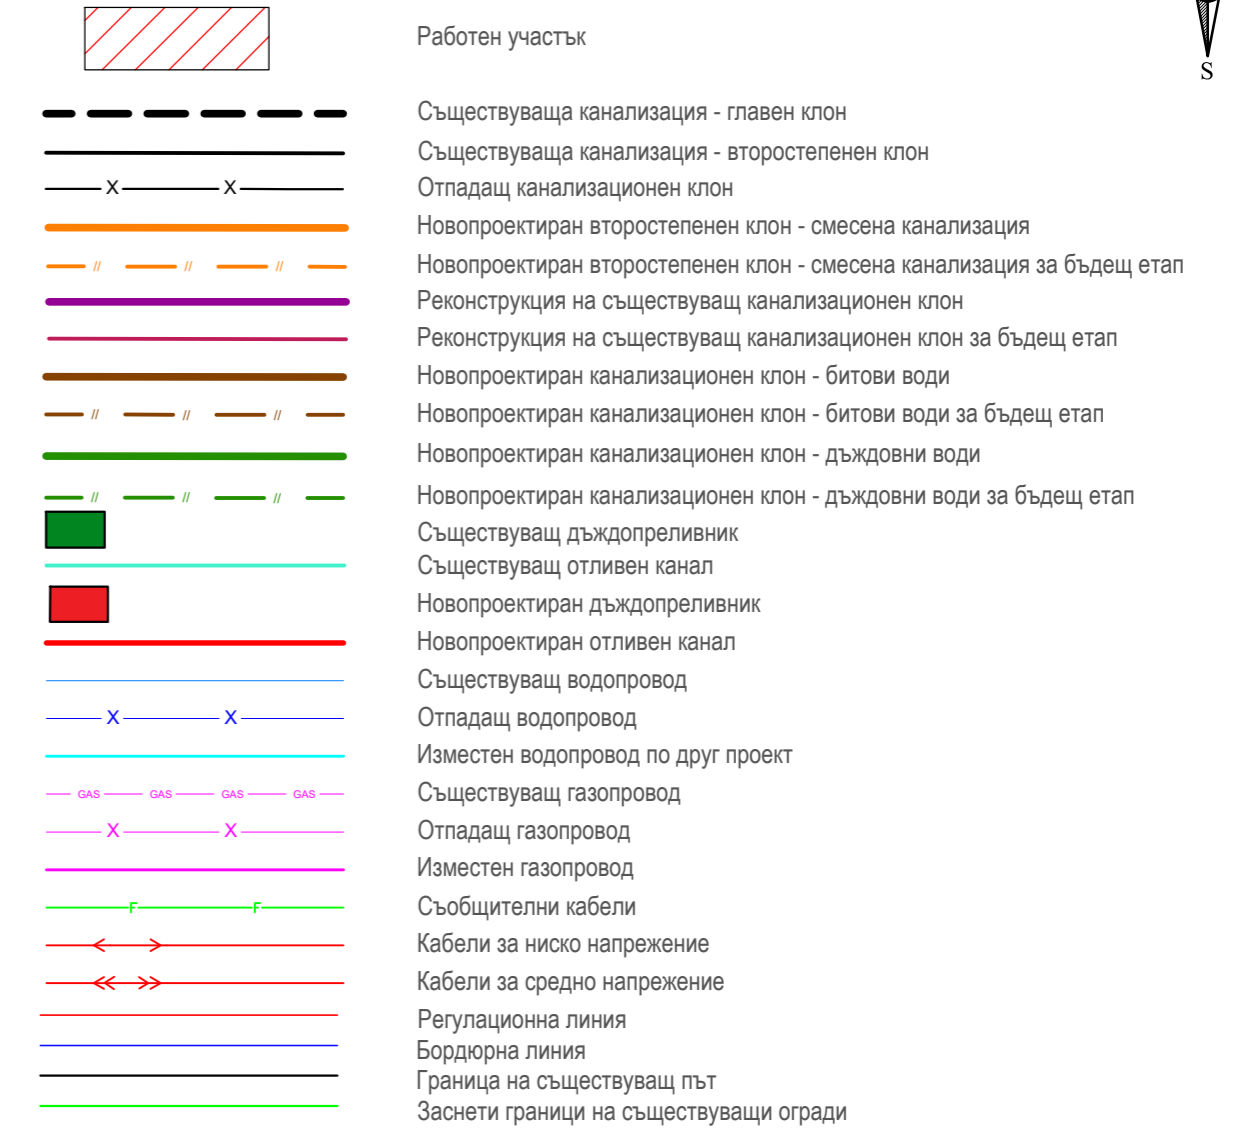 Работен участък
S
Съществуваща канализация - главен клон
Съществуваща канализация - второстепенен клон
X X Отпадащ канализационен клон
Новопроектиран второстепенен клон - смесена канализация
// // // Новопроектиран второстепенен клон - смесена канализация за бъдещ етап
Реконструкция на съществуващ канализационен клон
Реконструкция на съществуващ канализационен клон за бъдещ етап
Новопроектиран канализационен клон - битови води
// // // Новопроектиран канализационен клон - битови води за бъдещ етап
Новопроектиран канализационен клон - дъждовни води
// // // Новопроектиран канализационен клон - дъждовни води за бъдещ етап
Съществуващ дъждопреливник
Съществуващ отливен канал
Новопроектиран дъждопреливник
Новопроектиран отливен канал
Съществуващ водопровод
X X Отпадащ водопровод
Изместен водопровод по друг проект
GAS GAS GAS GAS Съществуващ газопровод
X X Отпадащ газопровод
Изместен газопровод
F F Съобщителни кабели
Кабели за ниско напрежение
Кабели за средно напрежение
Регулационна линия
Бордюрна линия
Граница на съществуващ път
Заснети граници на съществуващи огради